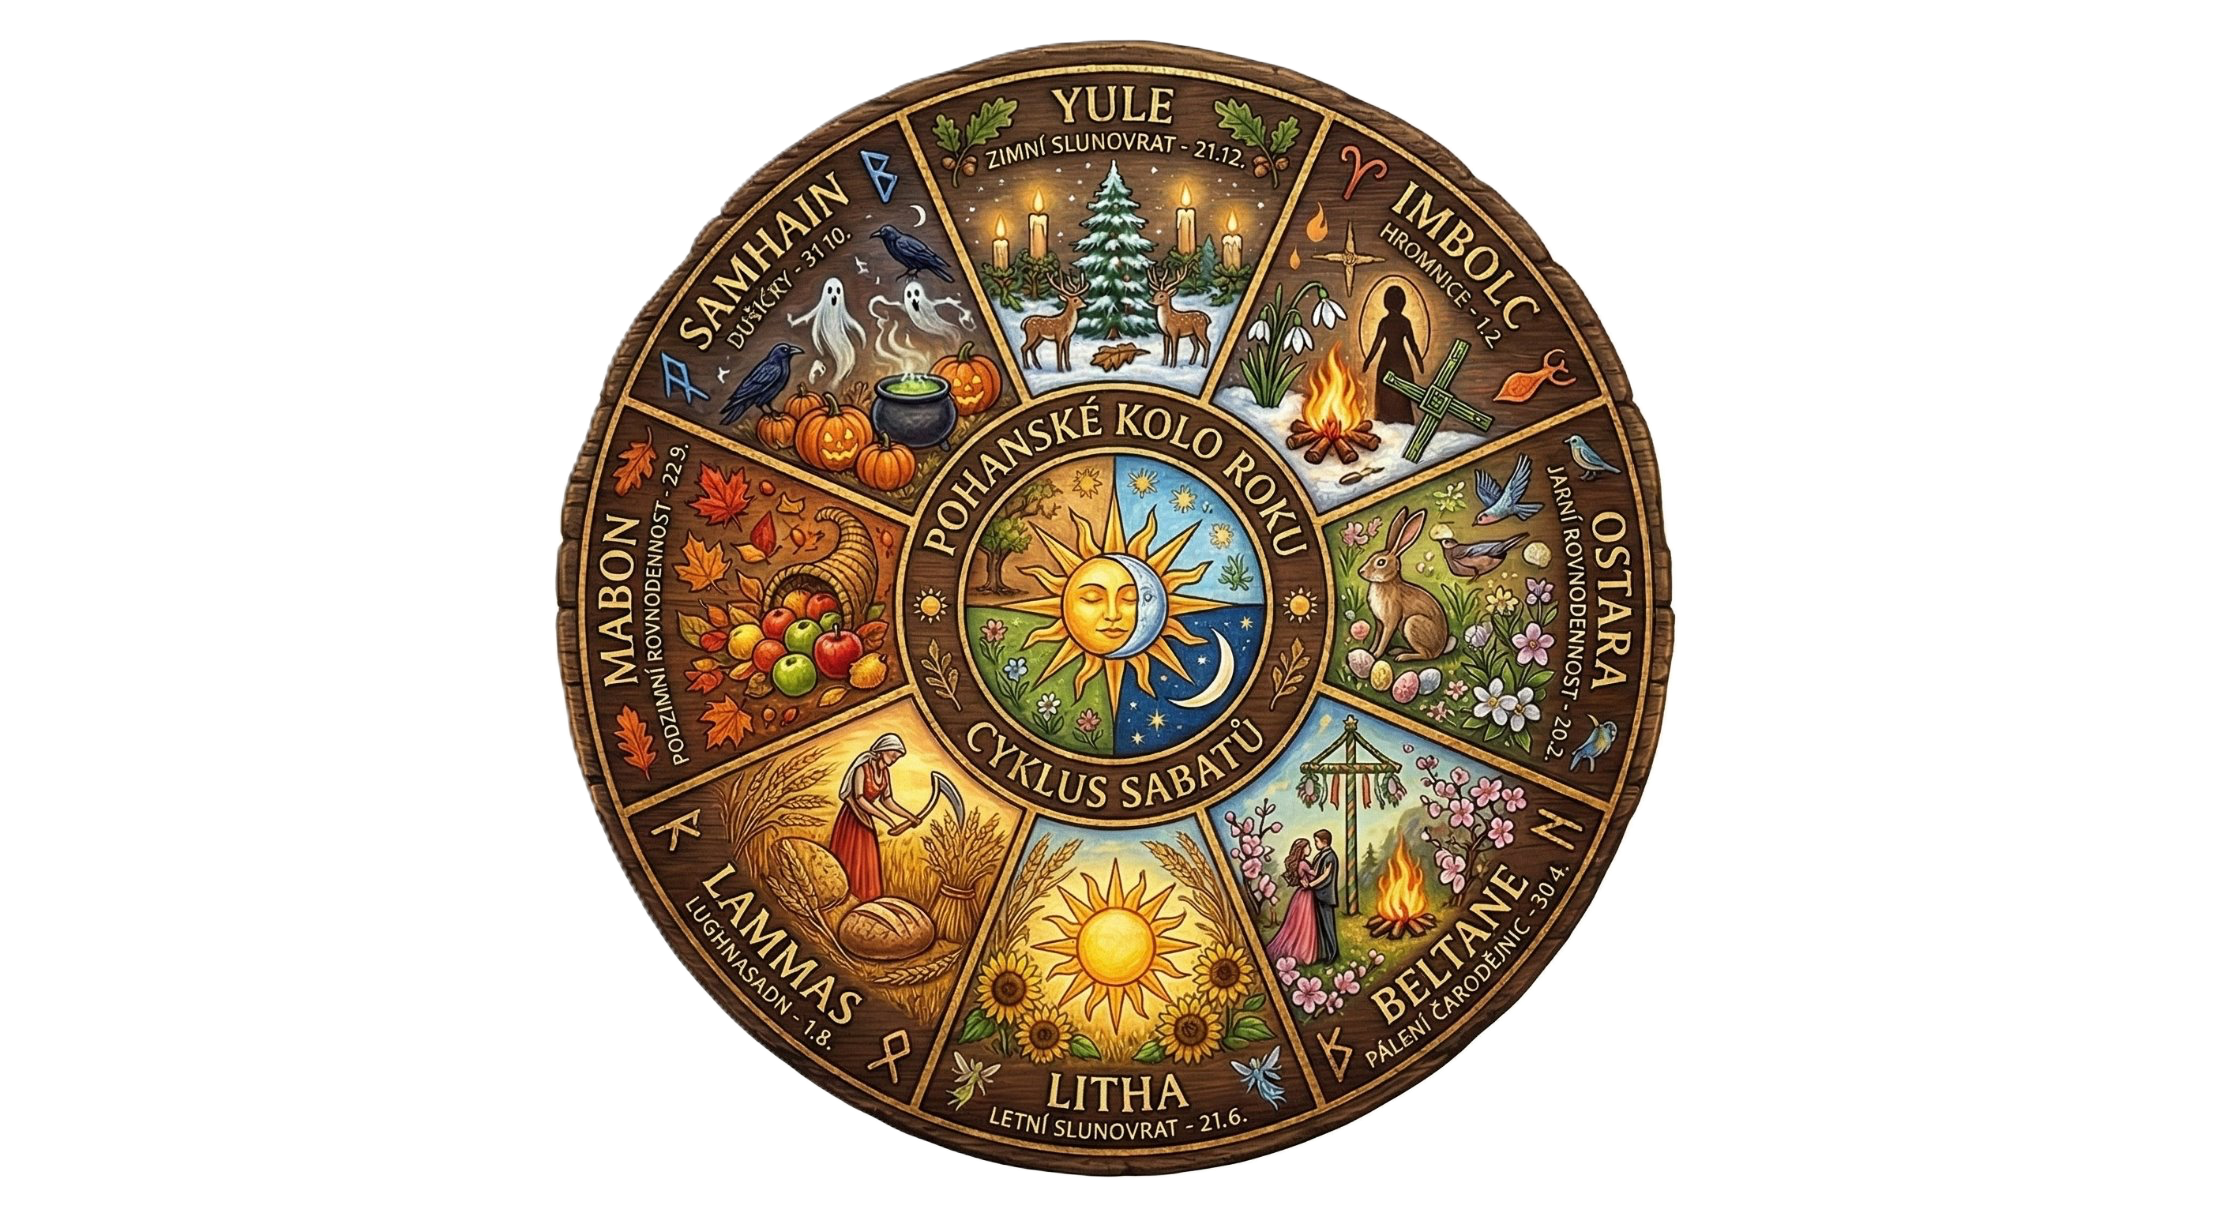 YULE
ZIMNÍ SLUNOVRAT - 21.12.
IMBOLC
HROMNICE - 1.2
OSTARA
JARNÍ ROVNODENNOST - 20.2.
BELTANE
PÁLENÍ ČARODĚJNIC - 30 4.
LITHA
LETNÍ SLUNOVRAT - 21.6.
LAMMAS
LUGHNASADN - 1.8.
MABON
PODZIMNÍ ROVNODENNOST - 22.9.
SAMHAIN
DUŠIČKY - 31 10.
POHANSKÉ KOLO ROKU
CYKLUS SABATŮ